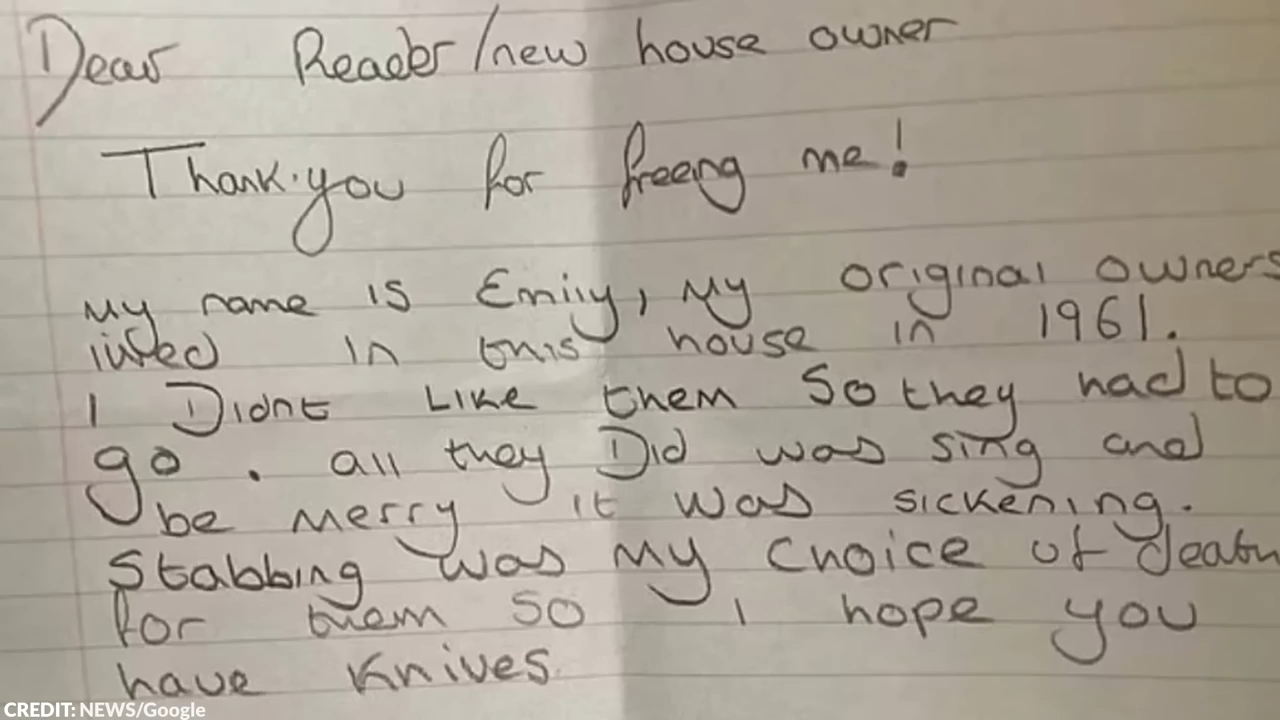 Dear Reader/new house owner
Thank.you for freeing me!
my name is Emily, my original owners
lived in this house in 1961.
I Didnt Like them So they had to
go. all they Did was sing and
be merry it was sickening.
Stabbing was my choice of death
for them so I hope you
have Knives
CREDIT: NEWS/Google